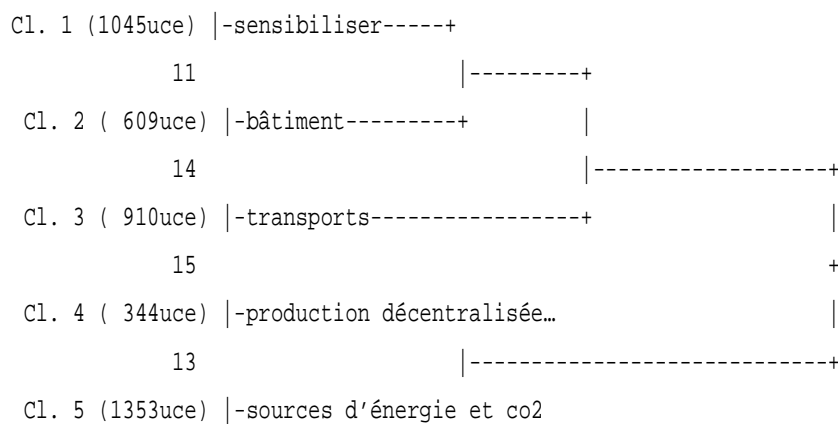 Cl. 1 (1045uce) |-sensibiliser-----+
11 |---------+
Cl. 2 ( 609uce) |-bâtiment---------+ |
14 |-------------------+
Cl. 3 ( 910uce) |-transports-----------------+ |
15 +
Cl. 4 ( 344uce) |-production décentralisée… |
13 |-----------------------------+
Cl. 5 (1353uce) |-sources d’énergie et co2